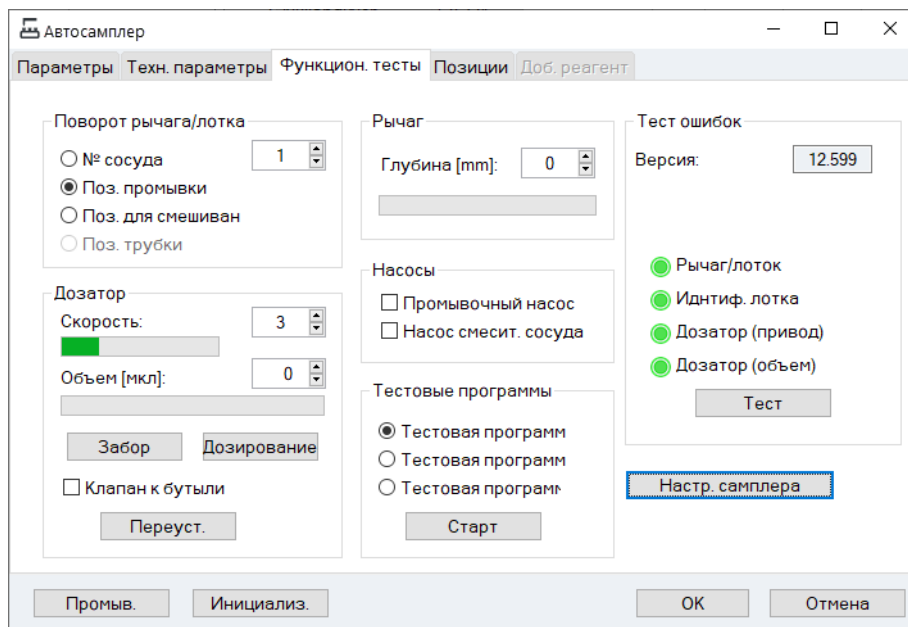 Автосамплер
Параметры Техн. параметры Функцион. тесты Позиции Доб. реагент
Поворот рычага/лотка
№ сосуда 1
Поз. промывки
Поз. для смешиван
Поз. трубки
Дозатор
Скорость: 3
Объем [мкл]: 0
Забор Дозирование
Клапан к бутыли
Переуст.
Рычаг
Глубина [mm]: 0
Насосы
Промывочный насос
Насос смесит. сосуда
Тестовые программы
Тестовая программ
Тестовая программ
Тестовая програм
Старт
Тест ошибок
Версия: 12.599
Рычаг/лоток
Иднтиф. лотка
Дозатор (привод)
Дозатор (объем)
Тест
Настр. самплера
Промыв. Инициализ. OK Отмена